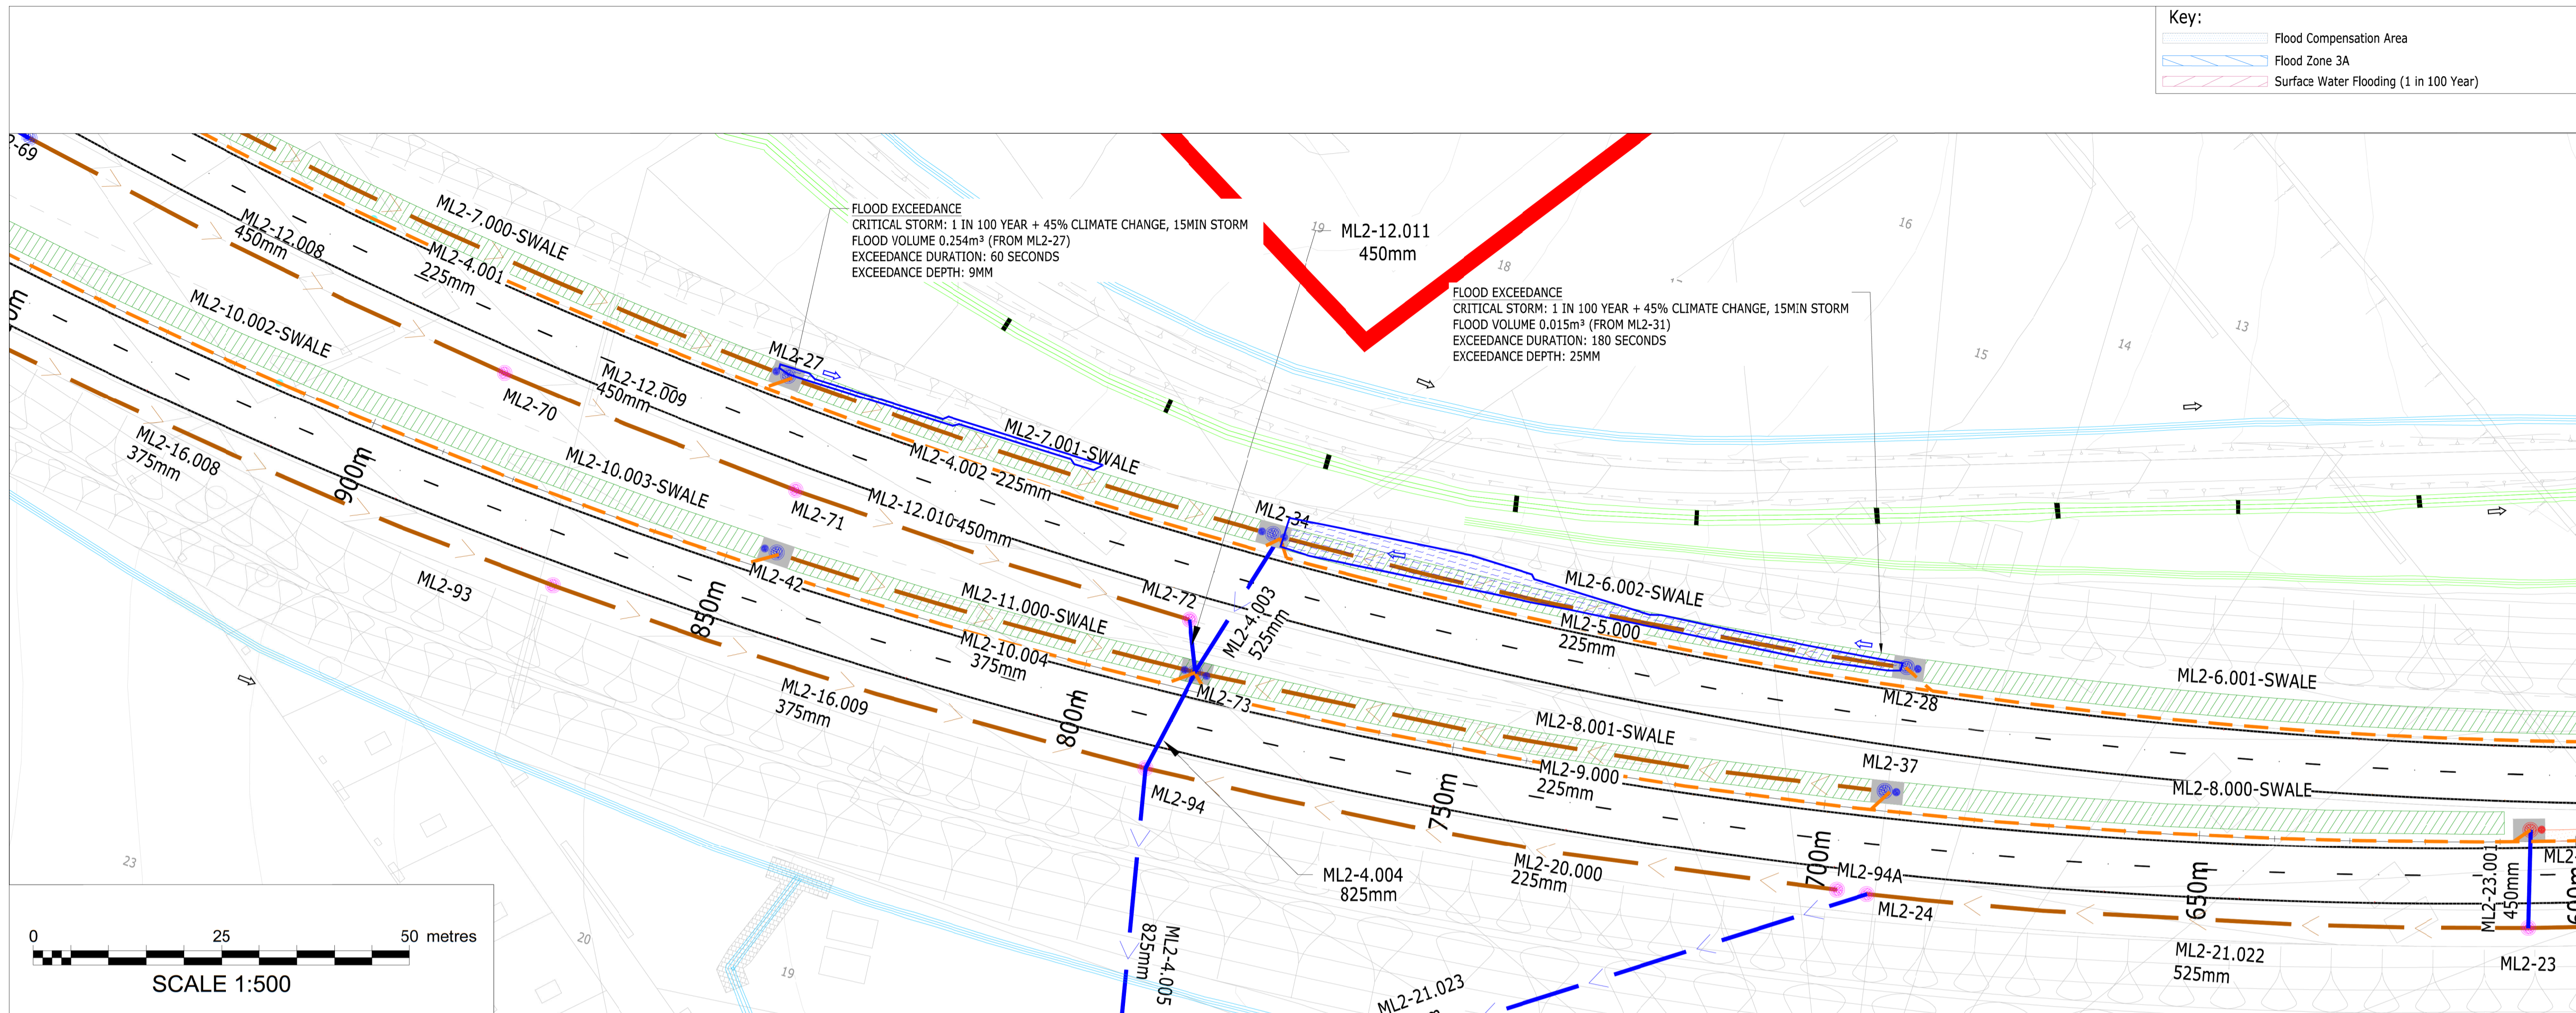 Key:
Flood Compensation Area
Flood Zone 3A
Surface Water Flooding (1 in 100 Year)
ML2-7.000-SWALE
ML2-12.008
450mm
ML2-4.001
225mm
ML2-10.002-SWALE
FLOOD EXCEEDANCE
CRITICAL STORM: 1 IN 100 YEAR + 45% CLIMATE CHANGE, 15MIN STORM
FLOOD VOLUME 0.254m³ (FROM ML2-27)
EXCEEDANCE DURATION: 60 SECONDS
EXCEEDANCE DEPTH: 9MM
19
ML2-12.011
450mm
18
16
15
14
13
FLOOD EXCEEDANCE
CRITICAL STORM: 1 IN 100 YEAR + 45% CLIMATE CHANGE, 15MIN STORM
FLOOD VOLUME 0.015m³ (FROM ML2-31)
EXCEEDANCE DURATION: 180 SECONDS
EXCEEDANCE DEPTH: 25MM
ML2-27
ML2-12.009
450mm
ML2-70
ML2-7.001-SWALE
ML2-4.002
225mm
ML2-16.008
375mm
900m
ML2-10.003-SWALE
ML2-71
ML2-12.010
450mm
ML2-34
ML2-93
850m
ML2-42
ML2-11.000-SWALE
ML2-10.004
375mm
ML2-72
ML2-4.003
525mm
ML2-6.002-SWALE
ML2-5.000
225mm
ML2-28
ML2-6.001-SWALE
ML2-16.009
375mm
800m
ML2-73
ML2-8.001-SWALE
ML2-9.000
225mm
ML2-37
ML2-8.000-SWALE
ML2-94
750m
700m
ML2-4.004
825mm
ML2-20.000
225mm
ML2-94A
ML2-24
650m
ML2-23.001
450mm
ML2-4.005
825mm
ML2-21.023
ML2-21.022
525mm
ML2-23
23
20
19
0 25 50 metres
SCALE 1:500